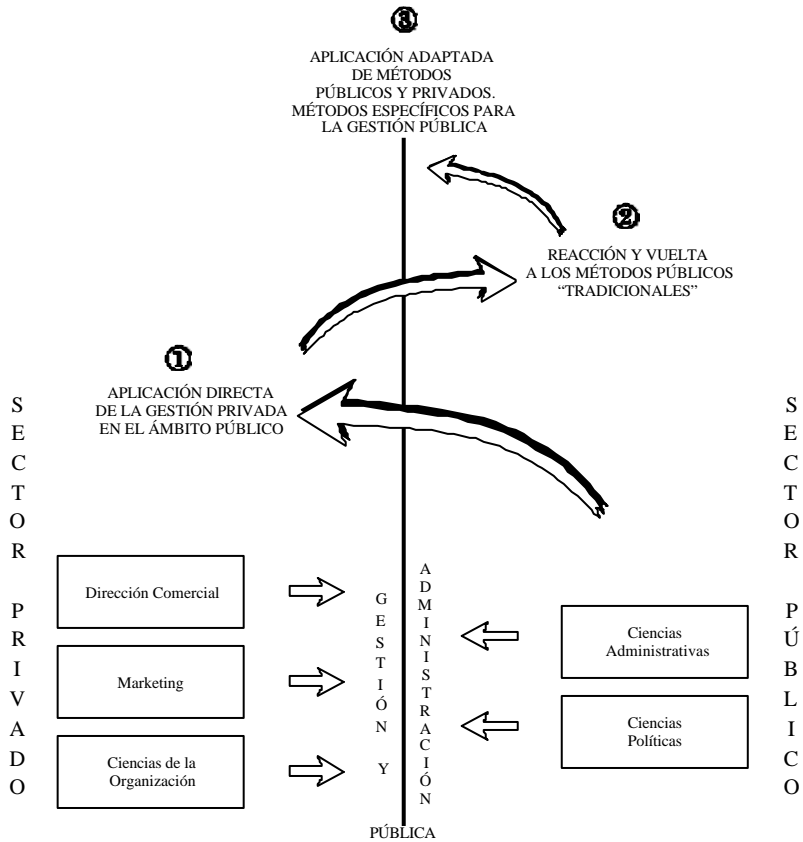 ③
APLICACIÓN ADAPTADA
DE MÉTODOS
PÚBLICOS Y PRIVADOS.
MÉTODOS ESPECÍFICOS PARA
LA GESTIÓN PÚBLICA
②
REACCIÓN Y VUELTA
A LOS MÉTODOS PÚBLICOS
“TRADICIONALES”
①
APLICACIÓN DIRECTA
DE LA GESTIÓN PRIVADA
EN EL ÁMBITO PÚBLICO
SECTOR PRIVADO
Dirección Comercial
Marketing
Ciencias de la
Organización
GESTIÓN Y
ADMINISTRACIÓN
PÚBLICA
Ciencias
Administrativas
Ciencias
Políticas
SECTOR PÚBLICO